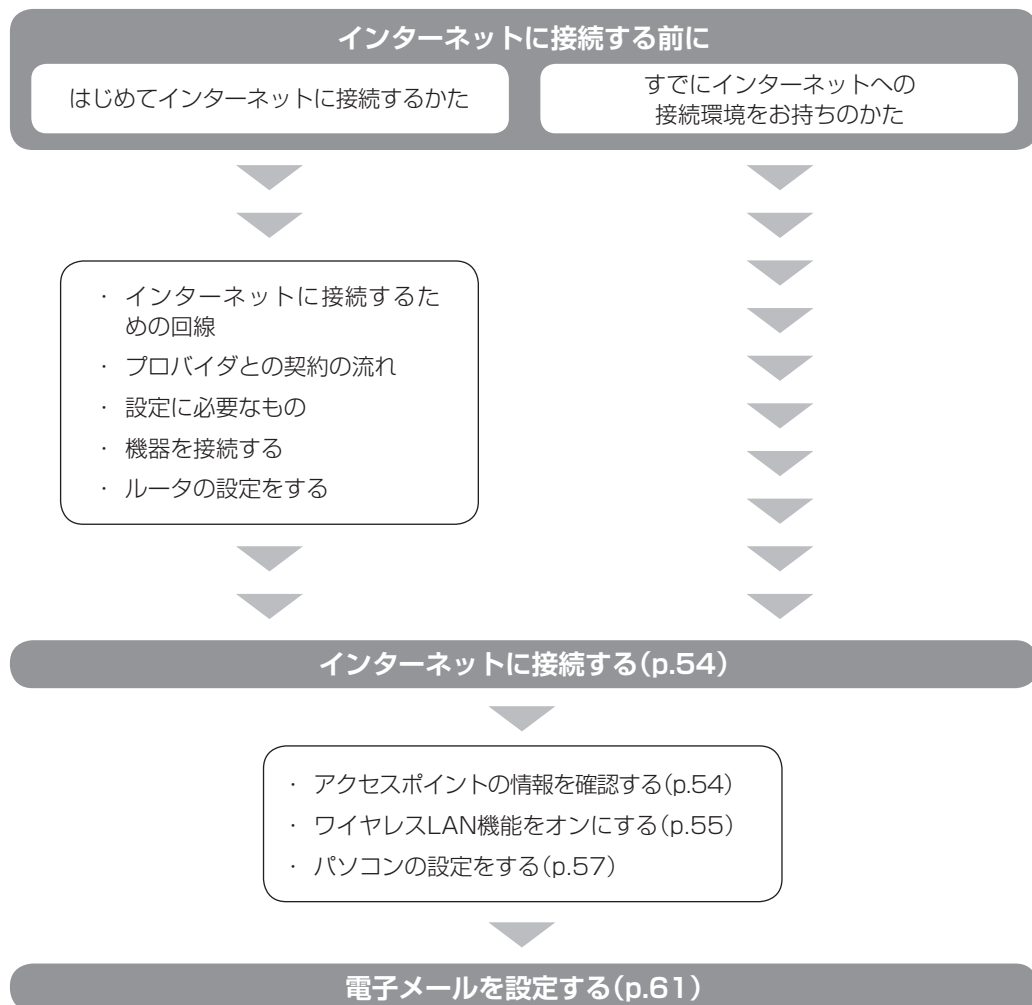 インターネットに接続する前に
はじめてインターネットに接続するかた
すでにインターネットへの
接続環境をお持ちのかた
・ インターネットに接続するた
めの回線
・ プロバイダとの契約の流れ
・ 設定に必要なもの
・ 機器を接続する
・ ルータの設定をする
インターネットに接続する(p.54)
・ アクセスポイントの情報を確認する(p.54)
・ ワイヤレスLAN機能をオンにする(p.55)
・ パソコンの設定をする(p.57)
電子メールを設定する(p.61)